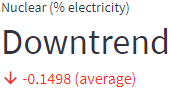 Nuclear (% electricity)
Downtrend
↓ -0.1498 (average)